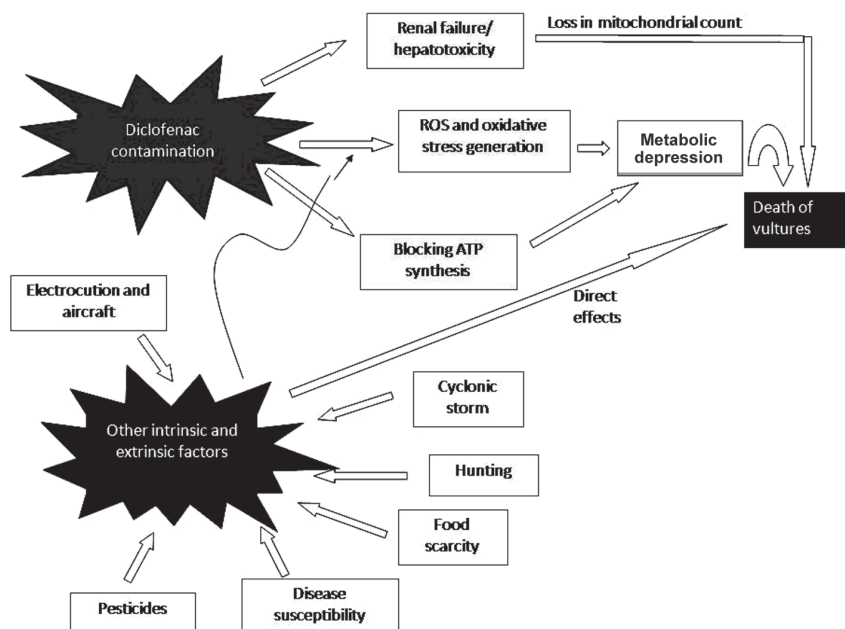 Renal failure/
hepatotoxicity
Loss in mitochondrial count
Diclofenac
contamination
ROS and oxidative
stress generation
Metabolic
depression
Death of
vultures
Blocking ATP
synthesis
Electrocution and
aircraft
Direct
effects
Cyclonic
storm
Other intrinsic and
extrinsic factors
Hunting
Food
scarcity
Pesticides
Disease
susceptibility